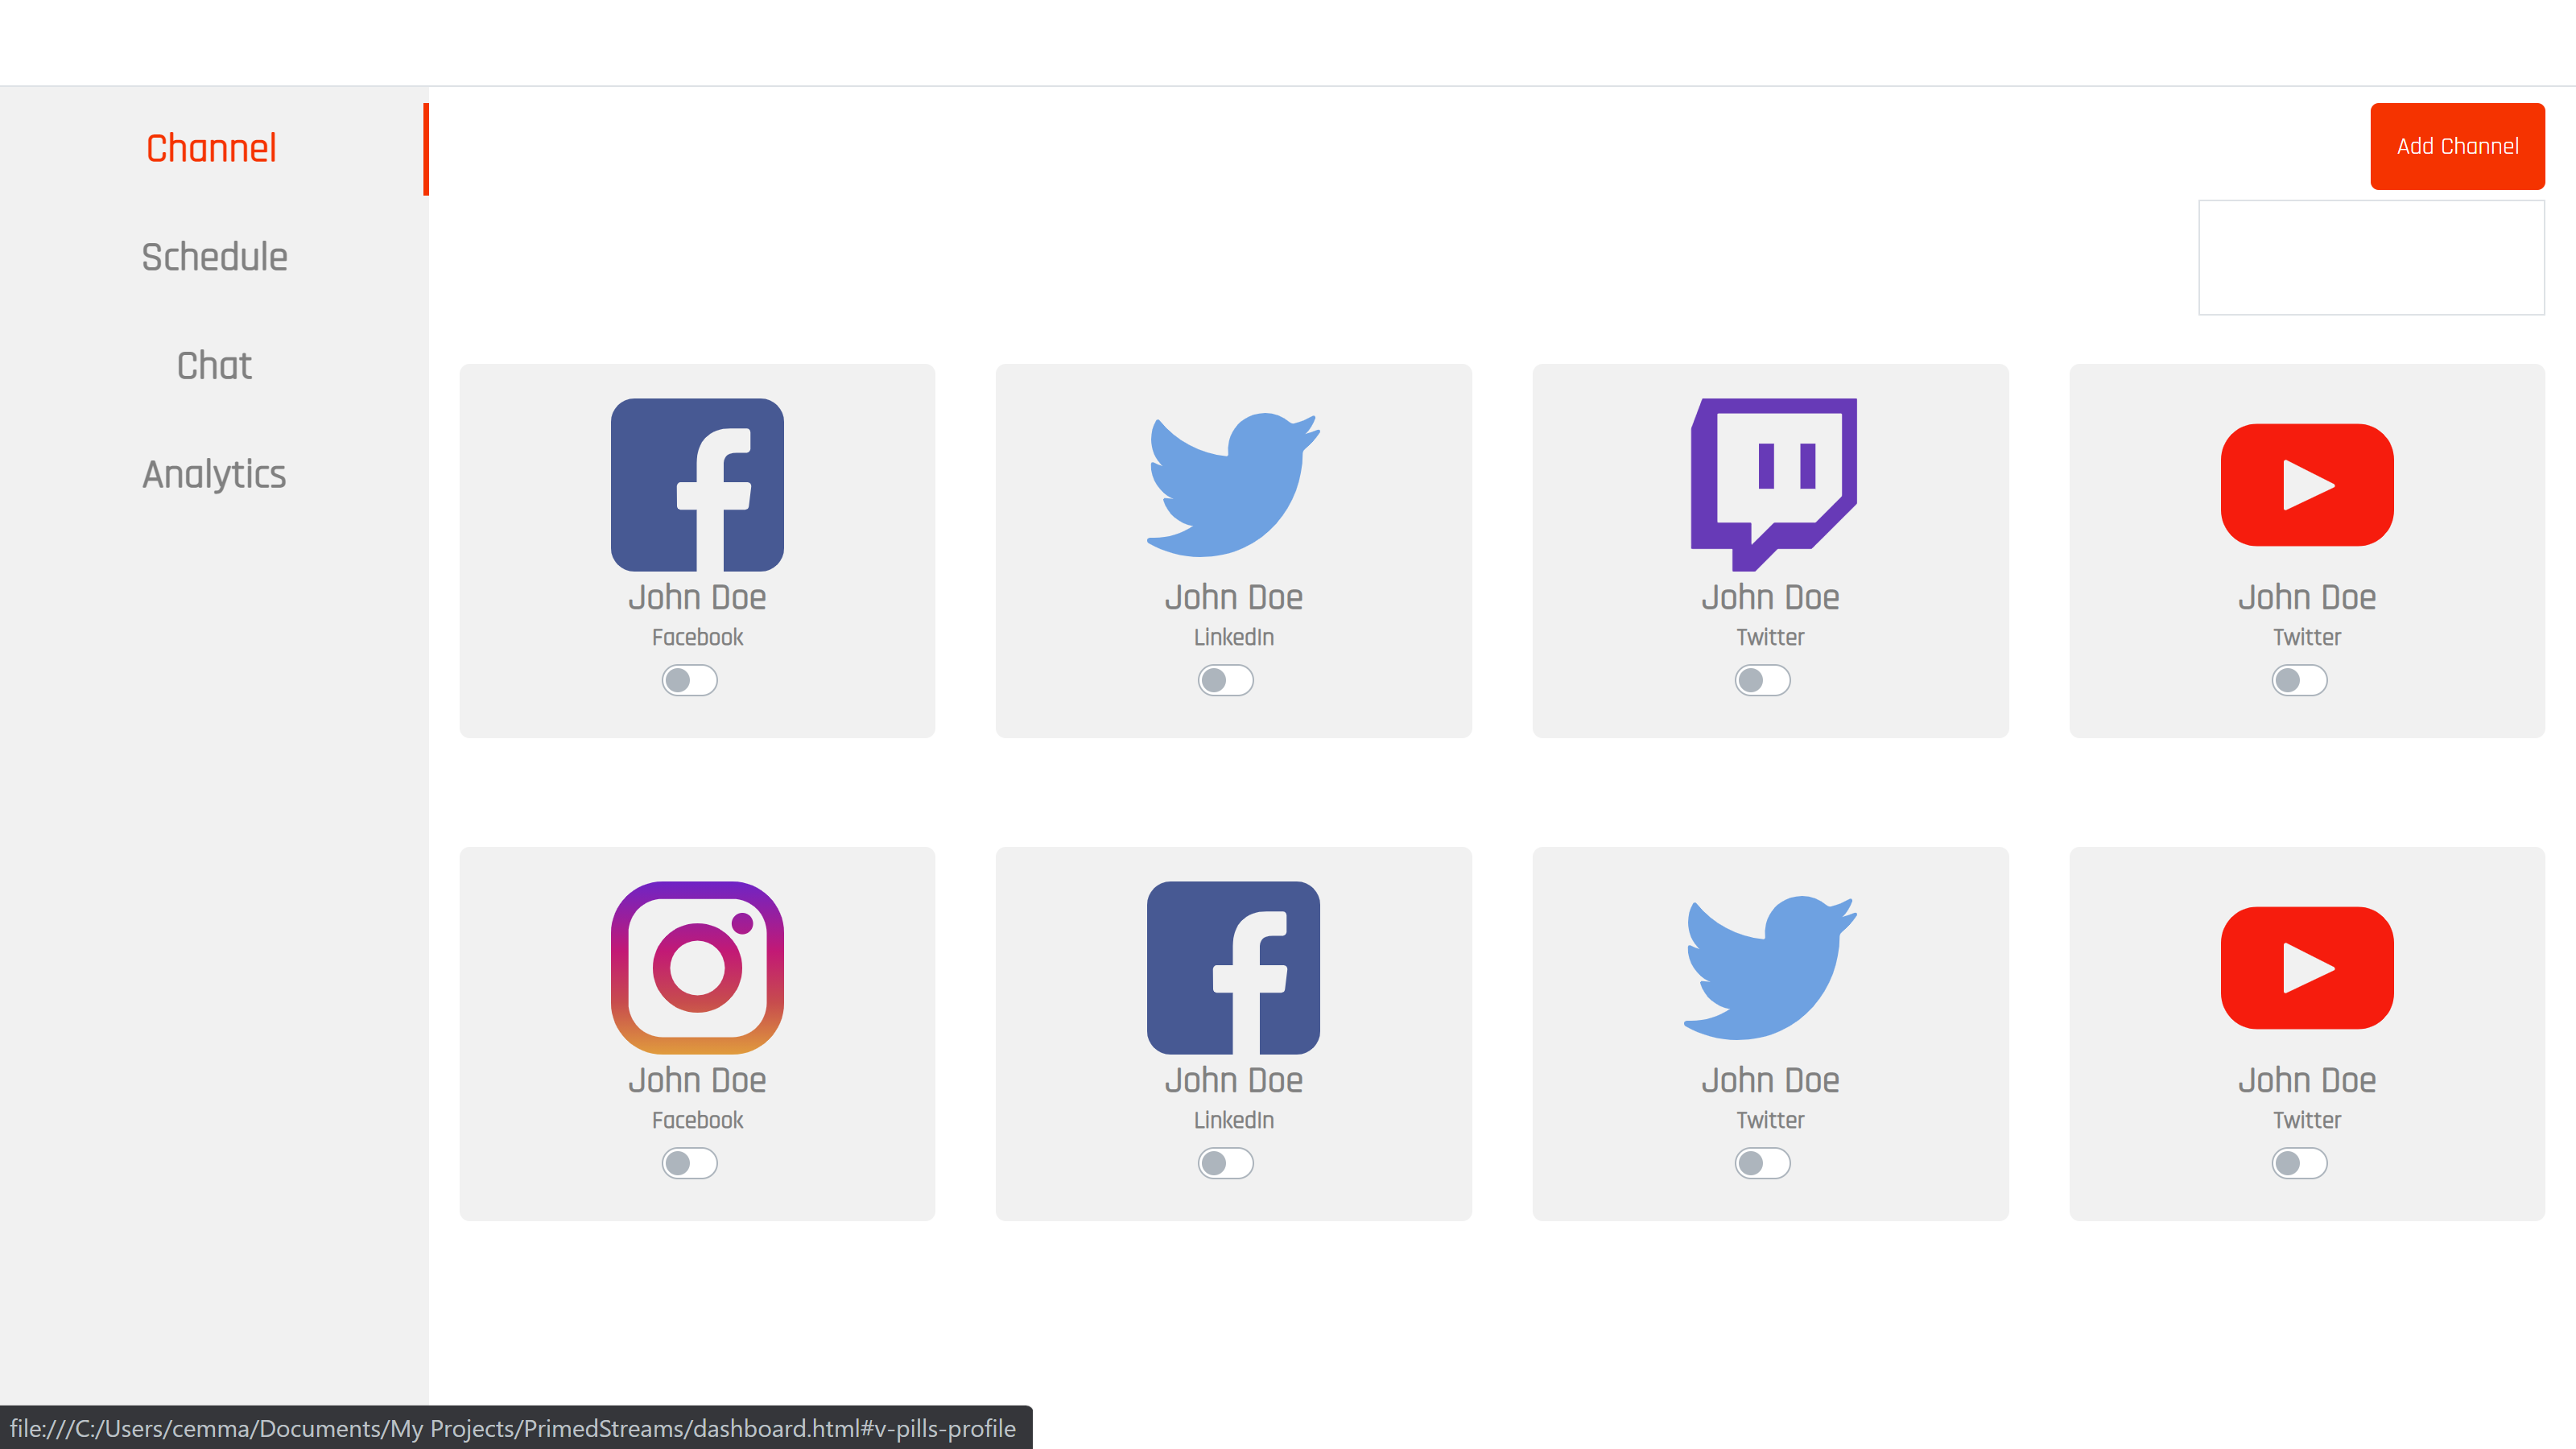 Channel
Schedule
Chat
Analytics
Add Channel
John Doe
Facebook
John Doe
LinkedIn
John Doe
Twitter
John Doe
Twitter
John Doe
Facebook
John Doe
LinkedIn
John Doe
Twitter
John Doe
Twitter
file:///C:/Users/cemma/Documents/My Projects/PrimedStreams/dashboard.html#v-pills-profile